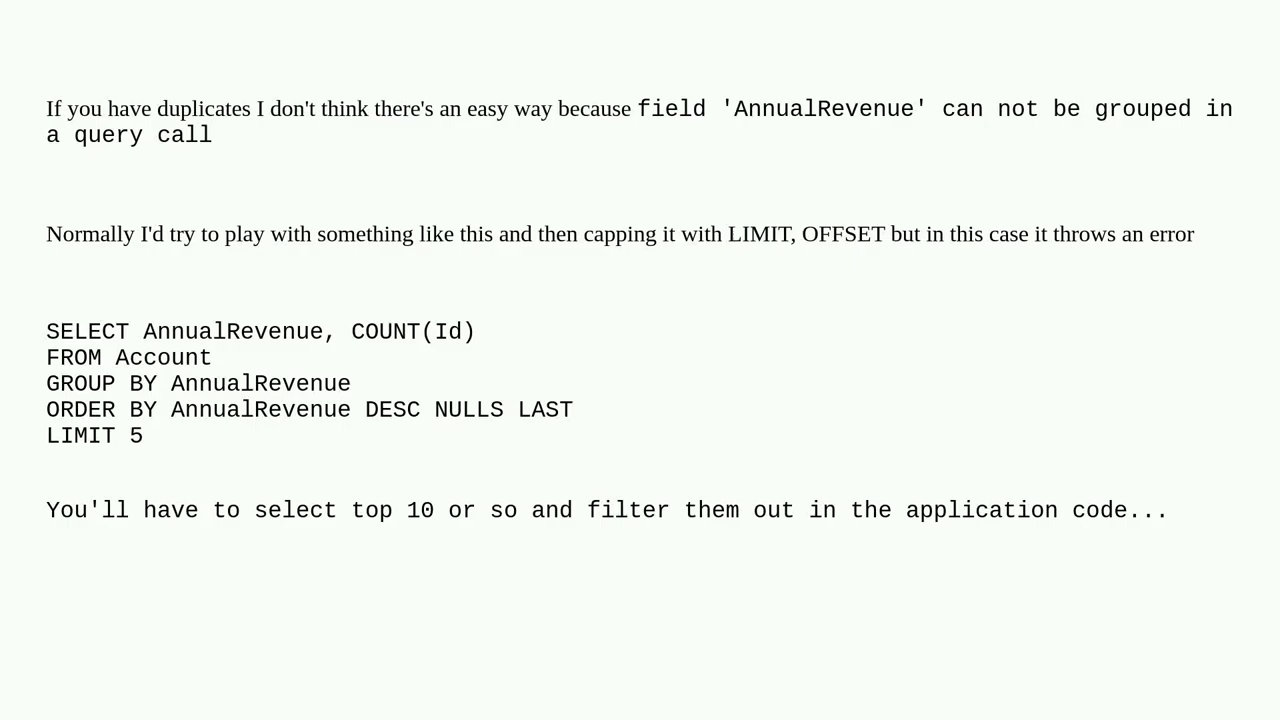 If you have duplicates I don't think there's an easy way because field 'AnnualRevenue' can not be grouped in
a query call
Normally I'd try to play with something like this and then capping it with LIMIT, OFFSET but in this case it throws an error
SELECT AnnualRevenue, COUNT(Id)
FROM Account
GROUP BY AnnualRevenue
ORDER BY AnnualRevenue DESC NULLS LAST
LIMIT 5
You'll have to select top 10 or so and filter them out in the application code...